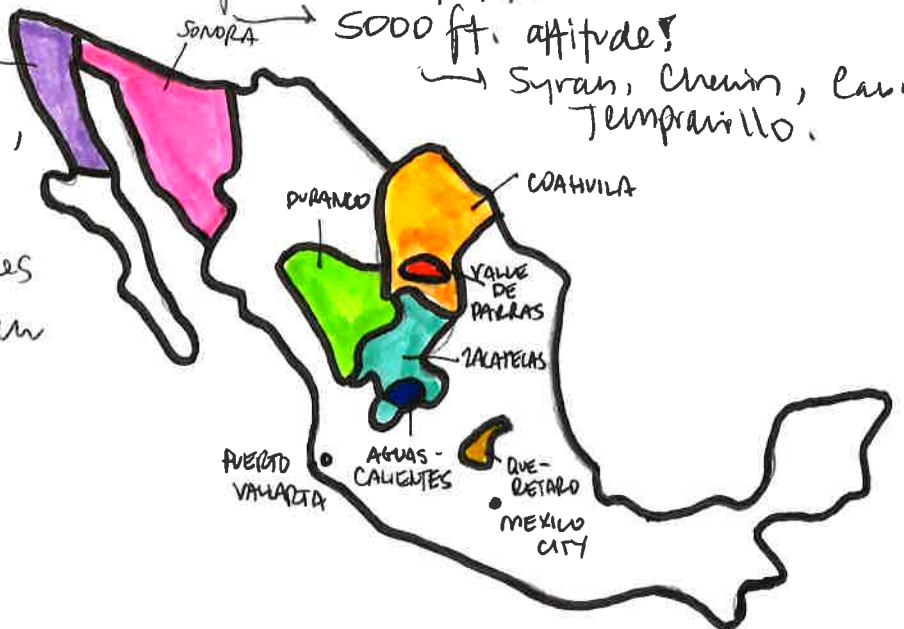 SONORA
5000 ft. altitude!
Syrah, Chenin, Cab.
Tempranillo.
COAHUILA
DURANGO
VALLE
DE
PARRAS
ZACATECAS
AGUAS-
CALIENTES
PUERTO
VALLARTA
QUE-
RETARO
MEXICO
CITY